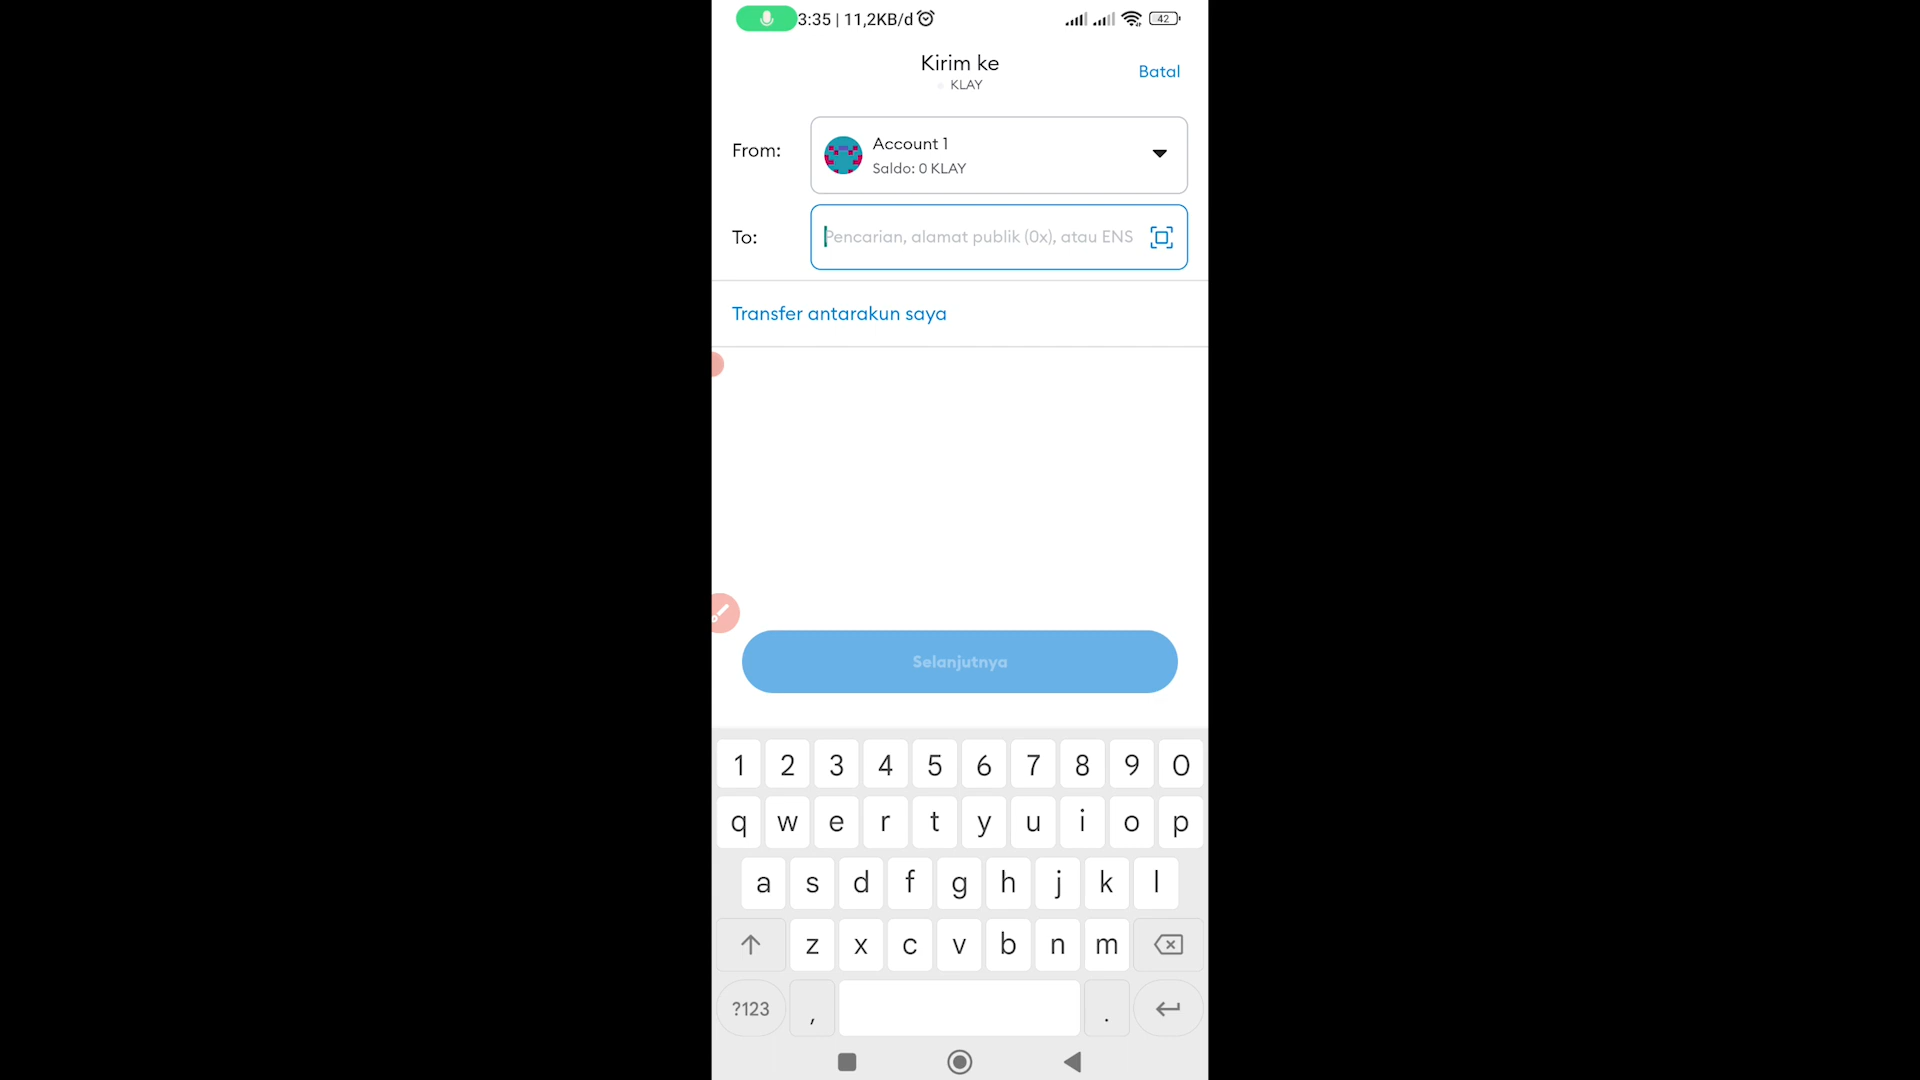 3:35 | 11,2KB/d
42
Kirim ke
KLAY
Batal
From:
Account 1
Saldo: 0 KLAY
To:
Pencarian, alamat publik (0x), atau ENS
Transfer antarakun saya
Selanjutnya
1 2 3 4 5 6 7 8 9 0
q w e r t y u i o p
a s d f g h j k l
z x c v b n m
?123 , .